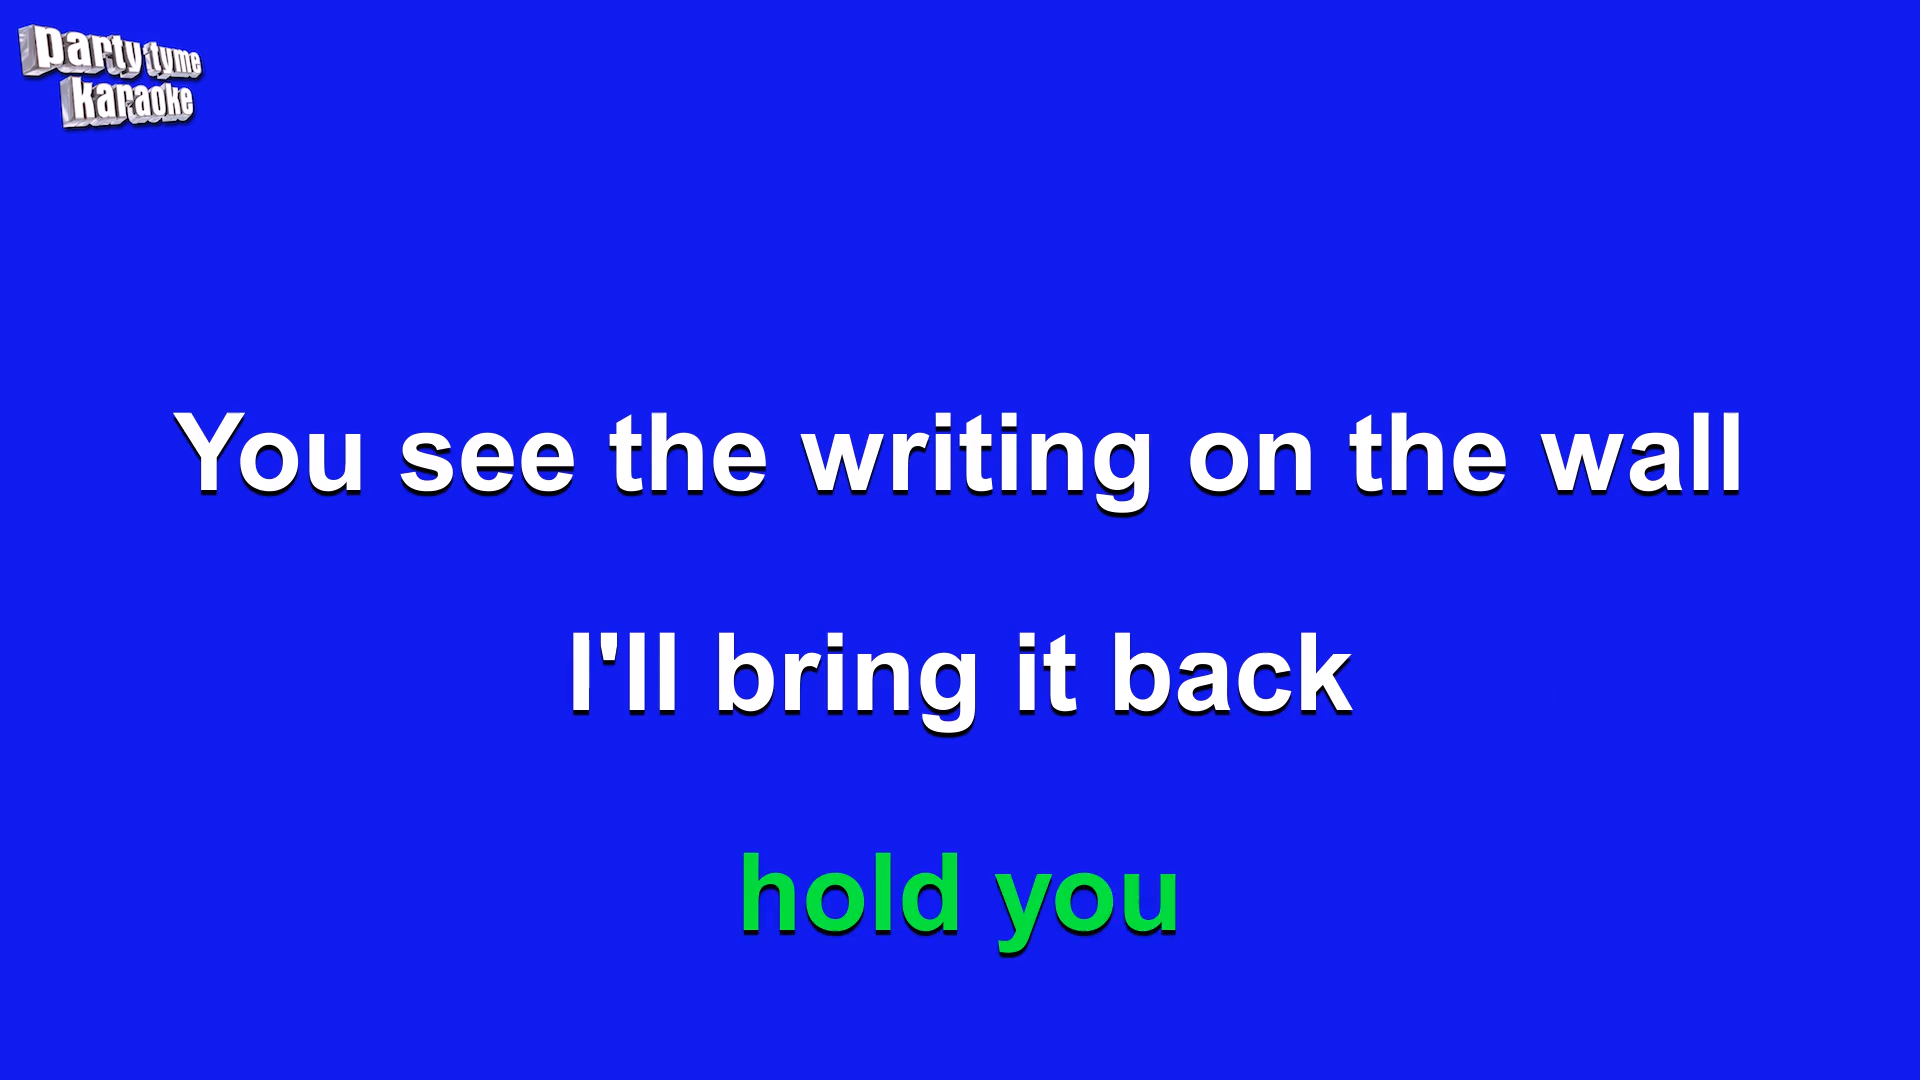 party tyme
karaoke
You see the writing on the wall
I'll bring it back
hold you